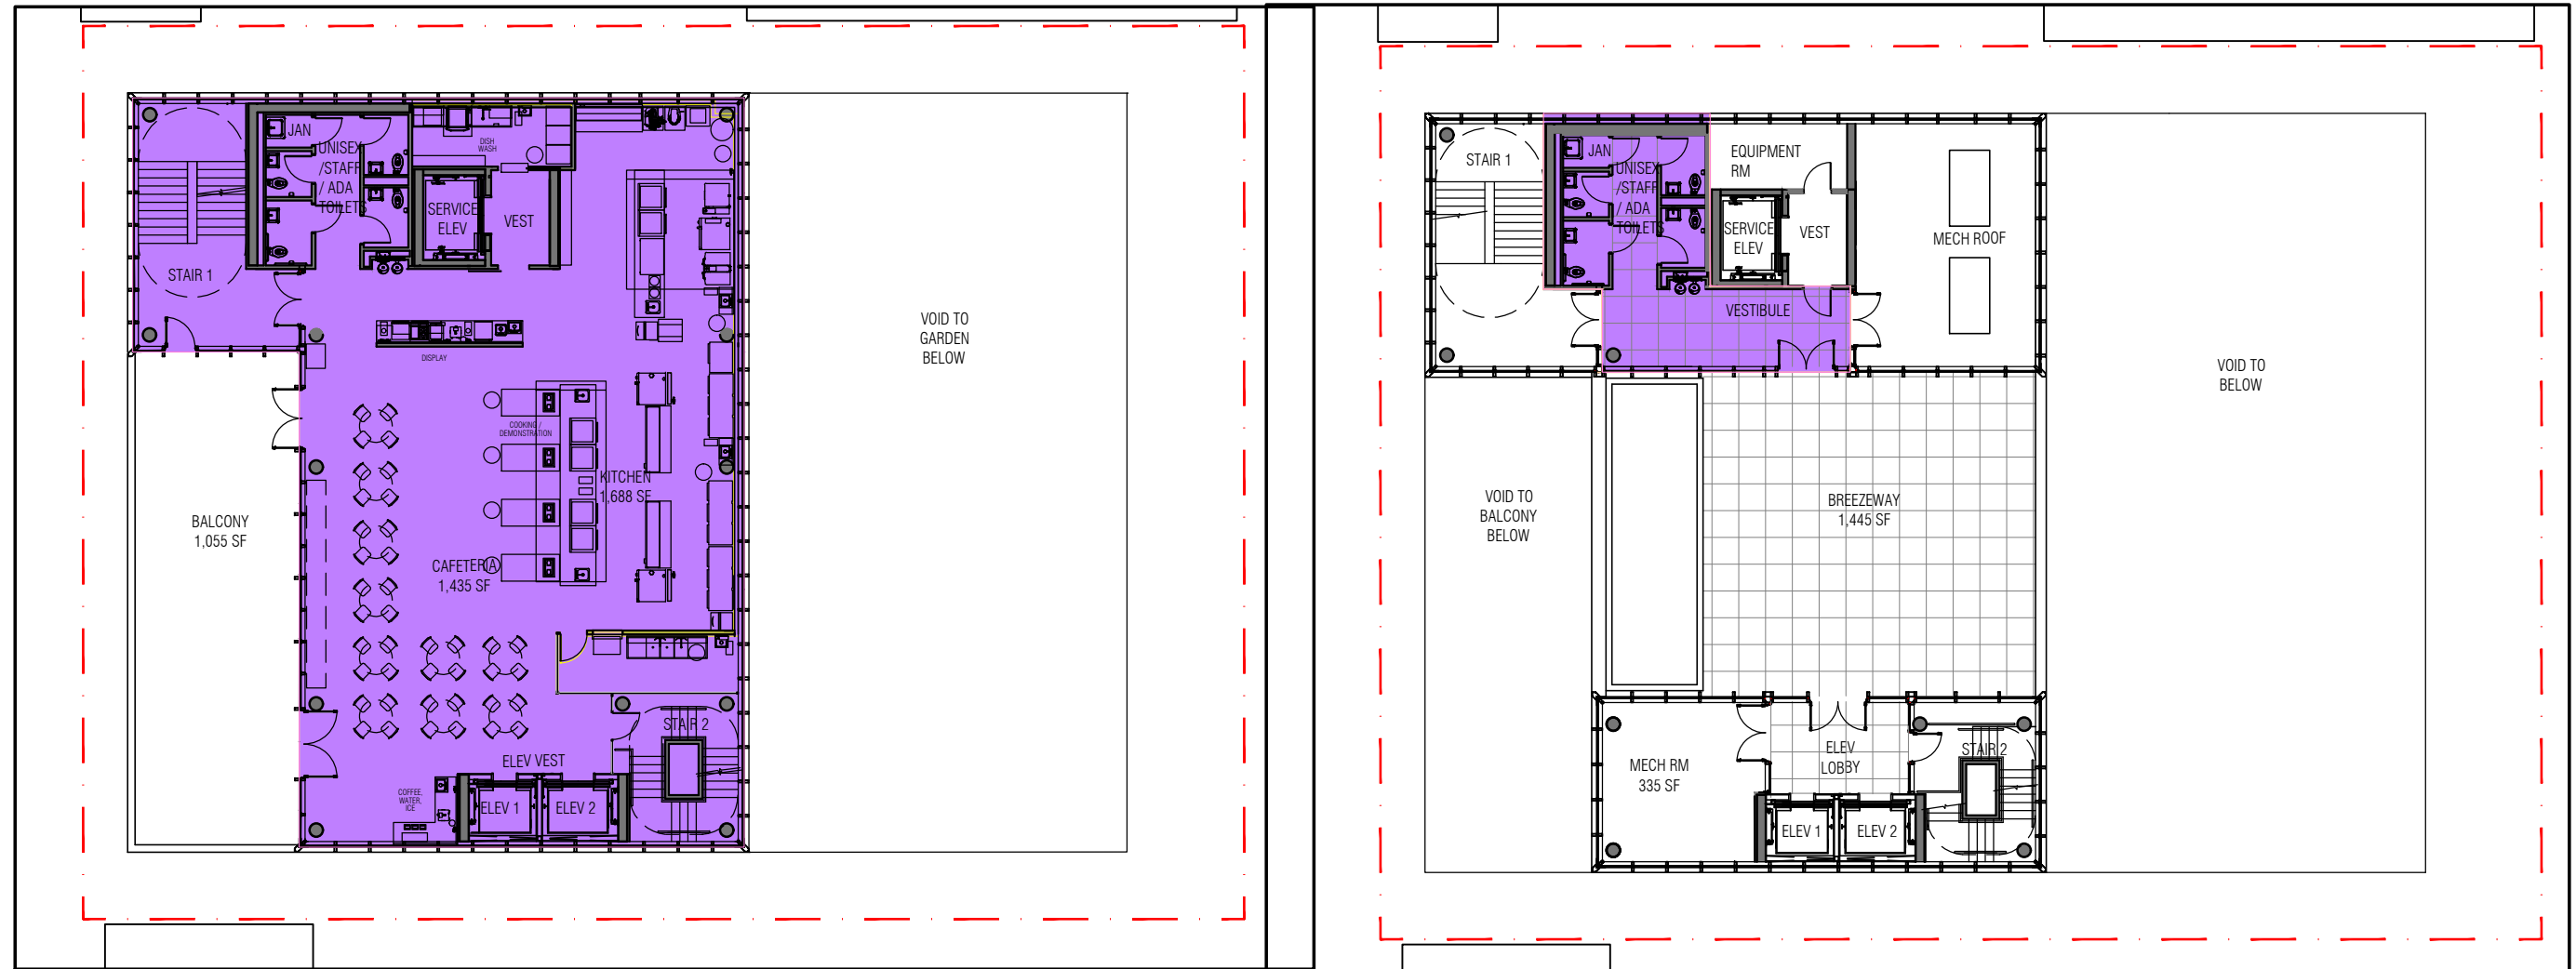 JAN
UNISEX
/STAFF
/ ADA
TOILETS
DISH
WASH
SERVICE
ELEV
VEST
STAIR 1
DISPLAY
VOID TO
GARDEN
BELOW
COOKING /
DEMONSTRATION
KITCHEN
1,688 SF
BALCONY
1,055 SF
CAFETERIA
1,435 SF
STAIR 2
ELEV VEST
COFFEE,
WATER,
ICE
ELEV 1
ELEV 2
STAIR 1
JAN
UNISEX
/STAFF
/ ADA
TOILETS
EQUIPMENT
RM
SERVICE
ELEV
VEST
MECH ROOF
VESTIBULE
VOID TO
BELOW
VOID TO
BALCONY
BELOW
BREEZEWAY
1,445 SF
MECH RM
335 SF
ELEV
LOBBY
STAIR 2
ELEV 1
ELEV 2